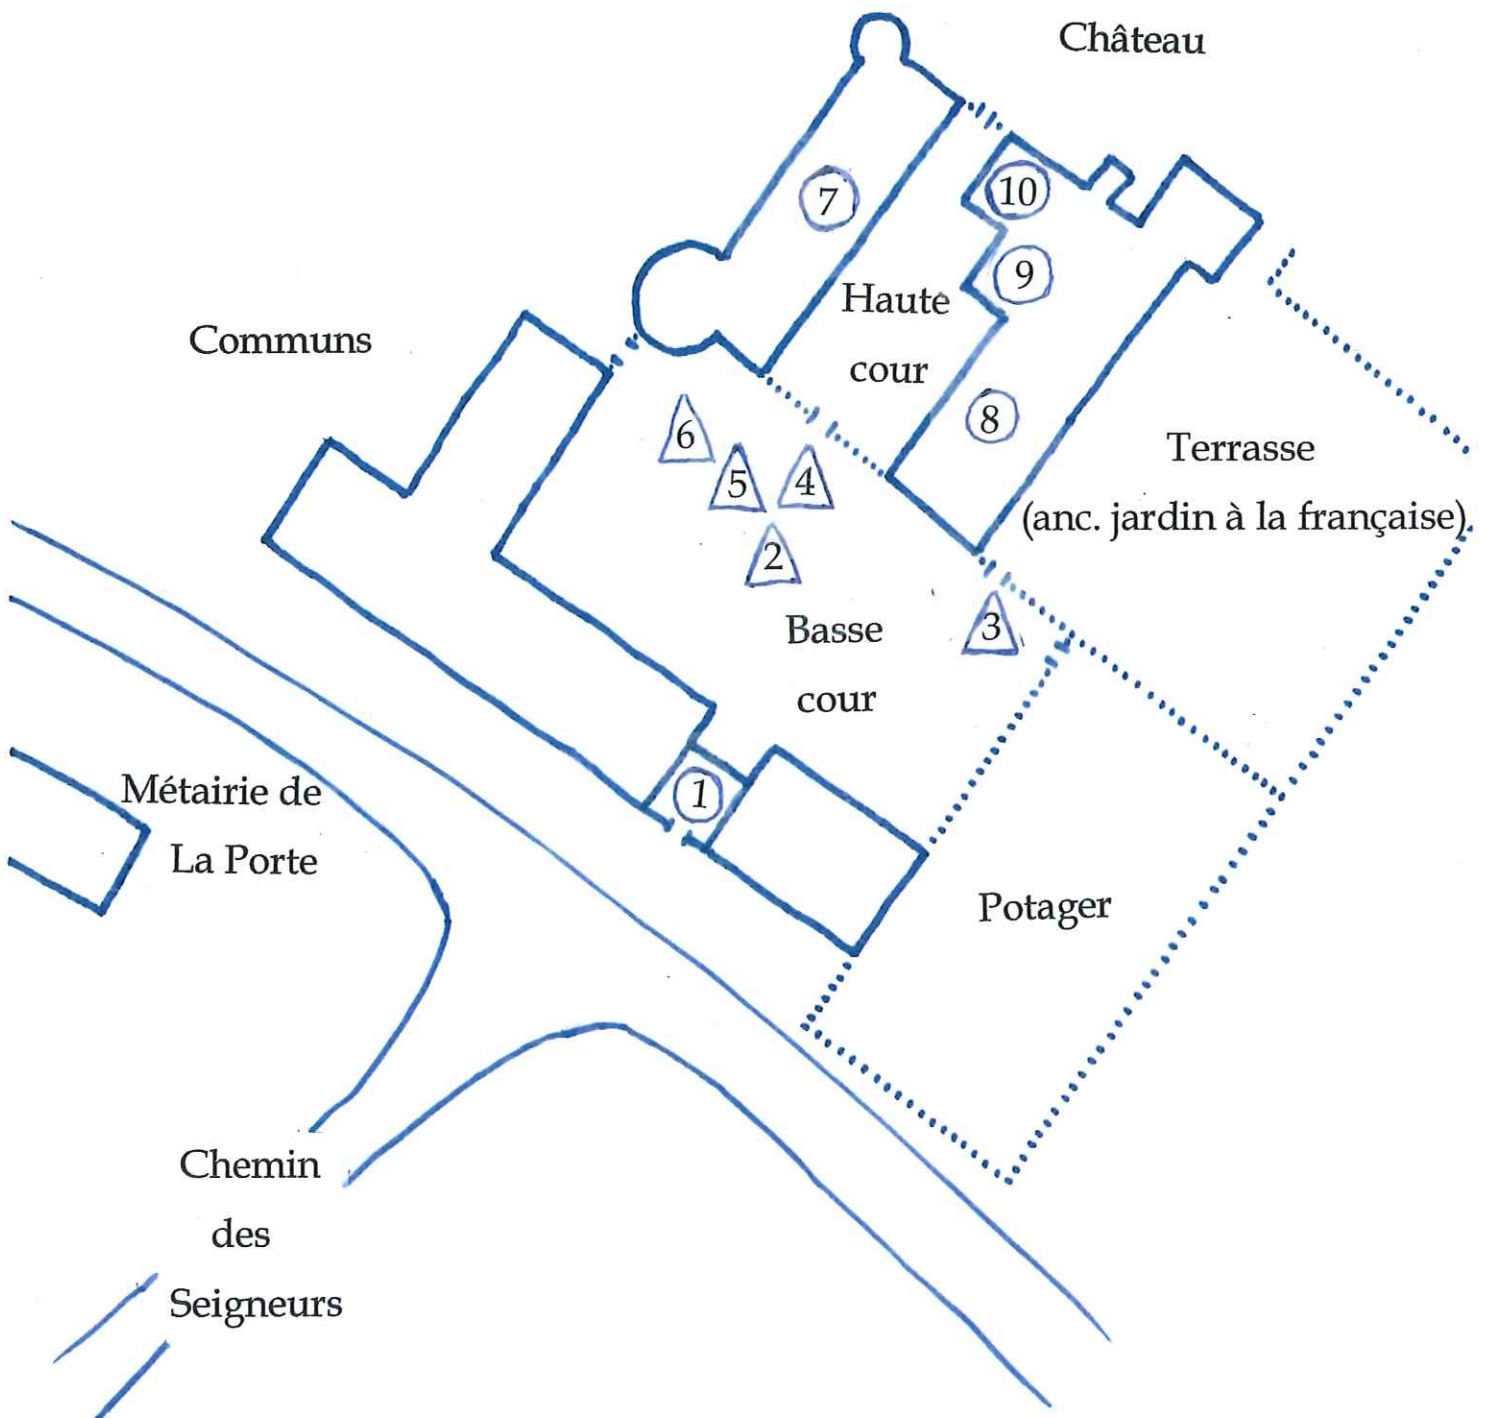 Château
7
10
9
Haute
cour
Communs
8
6
5
4
Terrasse
(anc. jardin à la française)
2
3
Basse
cour
1
Métairie de
La Porte
Potager
Chemin
des
Seigneurs